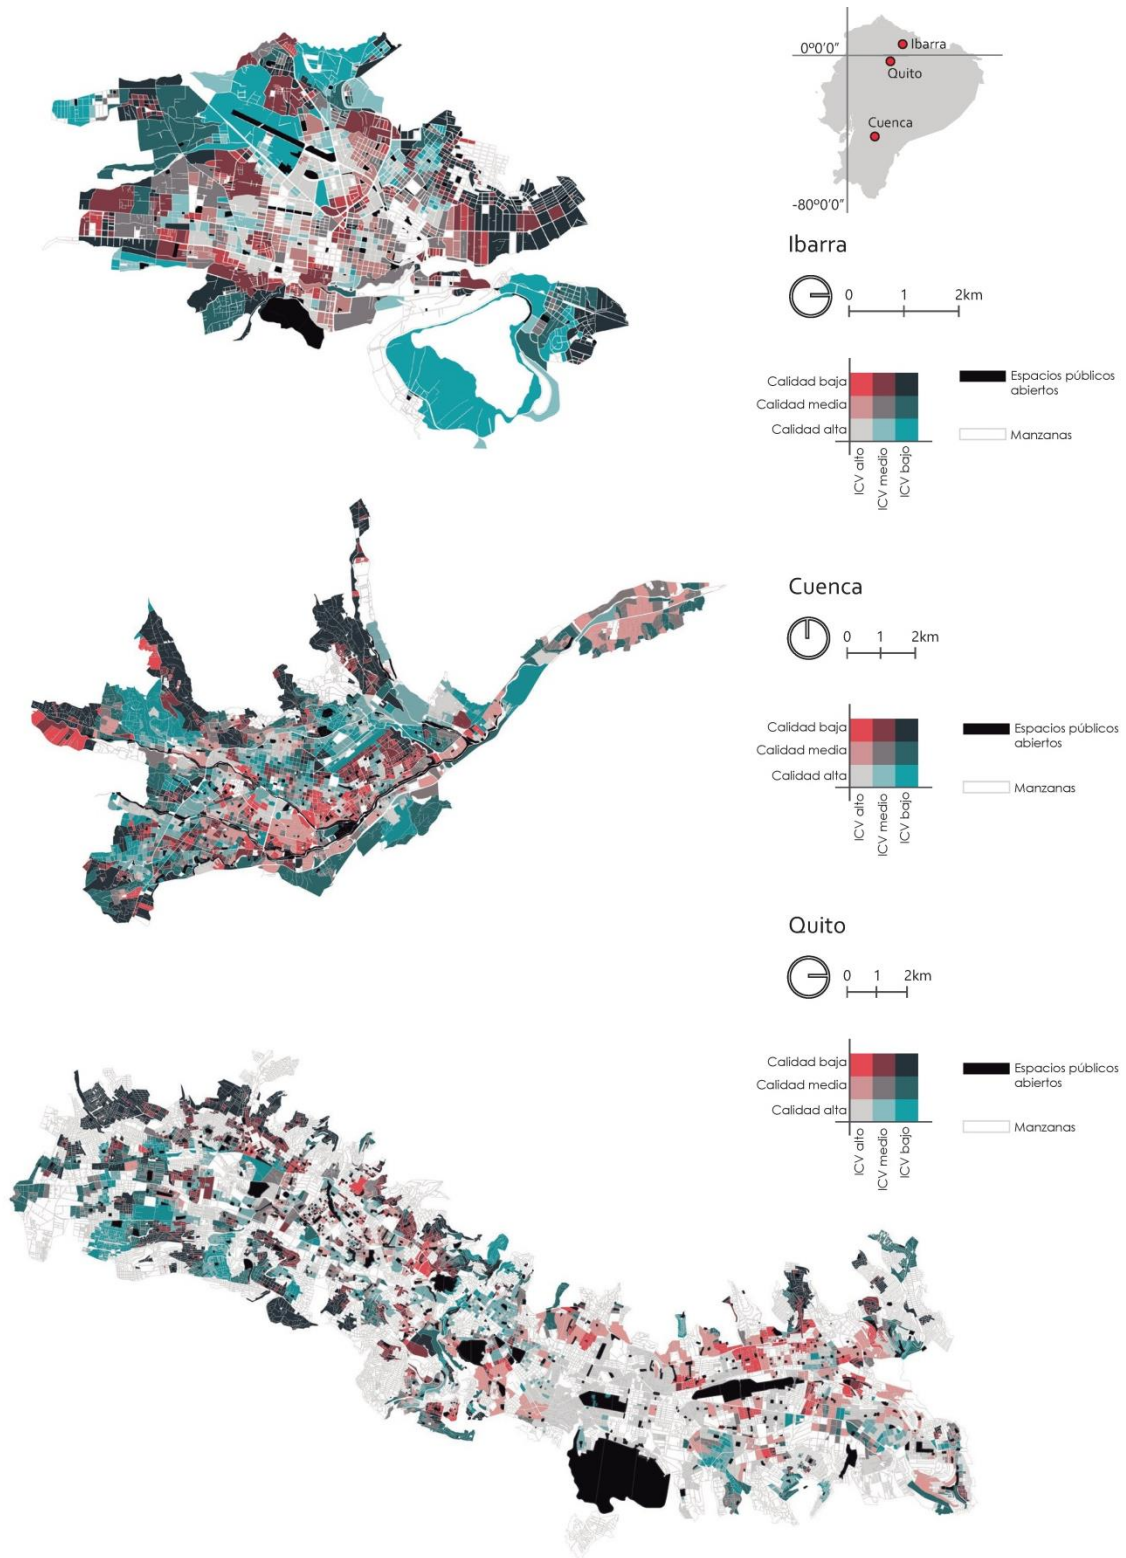 0º0'0"
Ibarra
Quito
Cuenca
-80º0'0"
Ibarra
0 1 2km
Calidad baja
Calidad media
Calidad alta
ICV alto
ICV medio
ICV bajo
Espacios públicos
abiertos
Manzanas
Cuenca
0 1 2km
Calidad baja
Calidad media
Calidad alta
ICV alto
ICV medio
ICV bajo
Espacios públicos
abiertos
Manzanas
Quito
0 1 2km
Calidad baja
Calidad media
Calidad alta
ICV alto
ICV medio
ICV bajo
Espacios públicos
abiertos
Manzanas